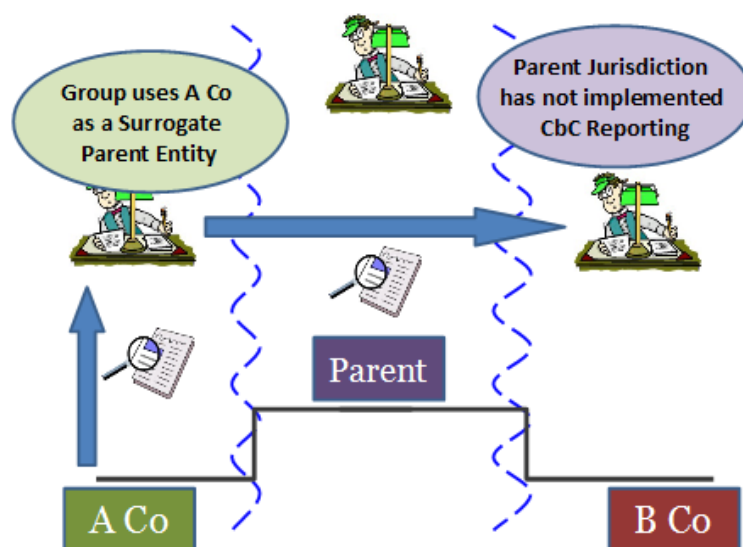 Group uses A Co
as a Surrogate
Parent Entity
Parent Jurisdiction
has not implemented
CbC Reporting
Parent
A Co
B Co